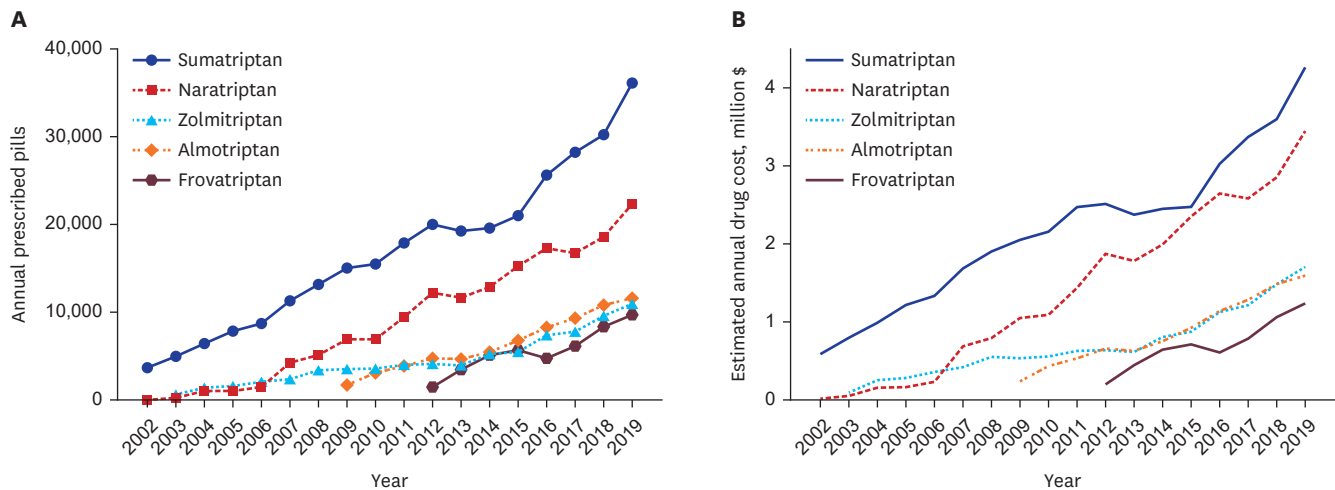 A
Annual prescribed pills
40,000
30,000
20,000
10,000
0
Sumatriptan
Naratriptan
Zolmitriptan
Almotriptan
Frovatriptan
2002 2003 2004 2005 2006 2007 2008 2009 2010 2011 2012 2013 2014 2015 2016 2017 2018 2019
Year
B
Estimated annual drug cost, million $
4
3
2
1
0
Sumatriptan
Naratriptan
Zolmitriptan
Almotriptan
Frovatriptan
2002 2003 2004 2005 2006 2007 2008 2009 2010 2011 2012 2013 2014 2015 2016 2017 2018 2019
Year